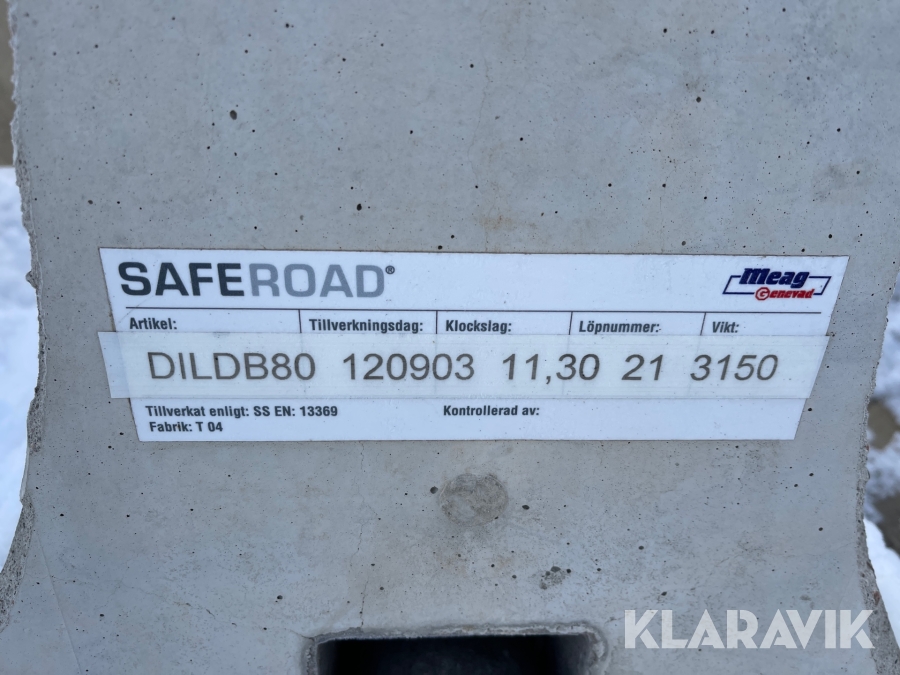 SAFEROAD®
Meag
Genevad
Artikel: Tillverkningsdag: Klockslag: Löpnummer: Vikt:
DILDB80 120903 11,30 21 3150
Tillverkat enligt: SS EN: 13369 Kontrollerad av:
Fabrik: T 04
KLARAVIK